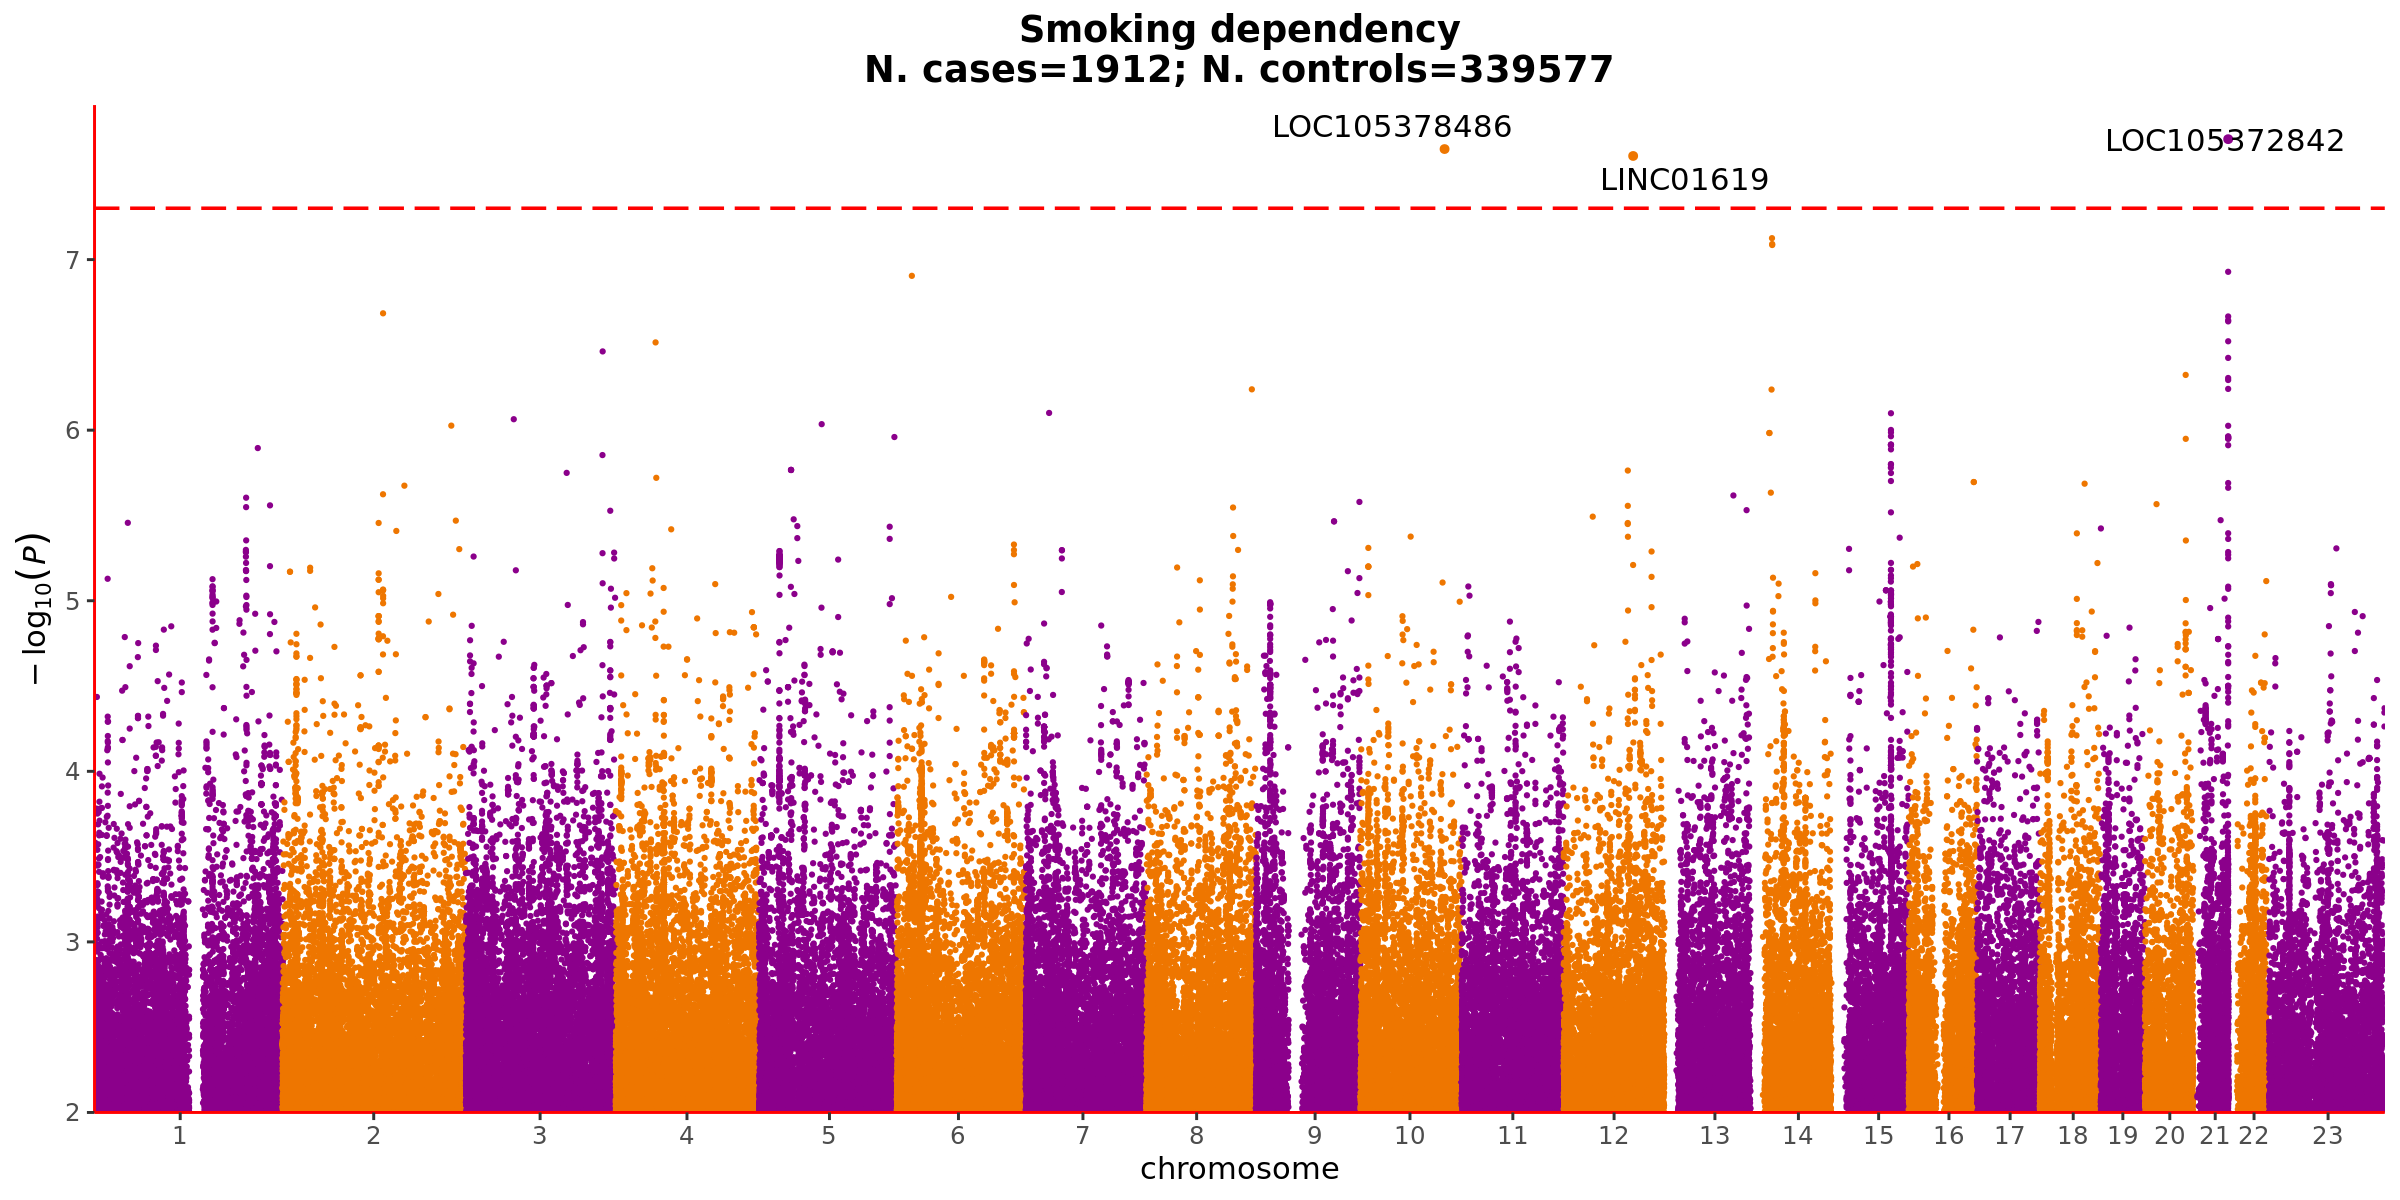 Smoking dependency
N. cases=1912; N. controls=339577
LOC105378486
LOC105372842
LINC01619
− log₁₀(P)
7
6
5
4
3
2
1 2 3 4 5 6 7 8 9 10 11 12 13 14 15 16 17 18 19 20 21 22 23
chromosome